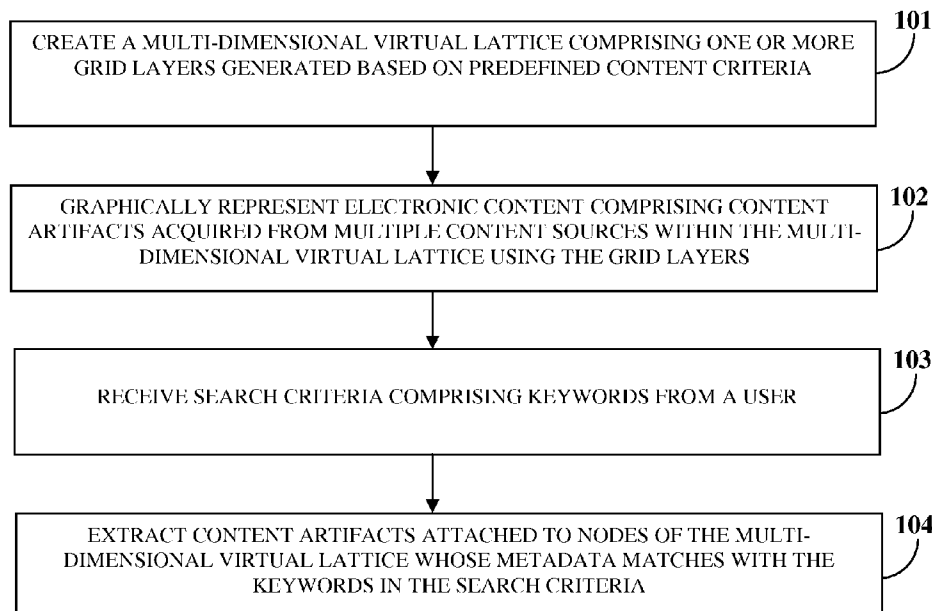 101
CREATE A MULTI-DIMENSIONAL VIRTUAL LATTICE COMPRISING ONE OR MORE
GRID LAYERS GENERATED BASED ON PREDEFINED CONTENT CRITERIA
102
GRAPHICALLY REPRESENT ELECTRONIC CONTENT COMPRISING CONTENT
ARTIFACTS ACQUIRED FROM MULTIPLE CONTENT SOURCES WITHIN THE MULTI-
DIMENSIONAL VIRTUAL LATTICE USING THE GRID LAYERS
103
RECEIVE SEARCH CRITERIA COMPRISING KEYWORDS FROM A USER
104
EXTRACT CONTENT ARTIFACTS ATTACHED TO NODES OF THE MULTI-
DIMENSIONAL VIRTUAL LATTICE WHOSE METADATA MATCHES WITH THE
KEYWORDS IN THE SEARCH CRITERIA